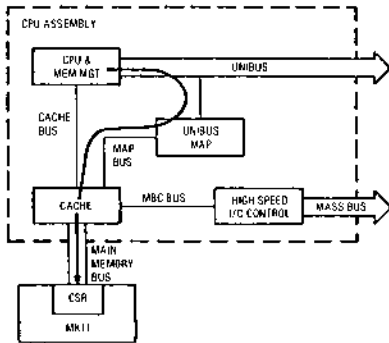 CPU ASSEMBLY
CPU &
MEM MGT
UNIBUS
CACHE
BUS
MAP
BUS
UNIBUS
MAP
CACHE
MBC BUS
HIGH SPEED
I/C CONTROL
MASS BUS
MAIN
MEMORY
BUS
CSR
MK11